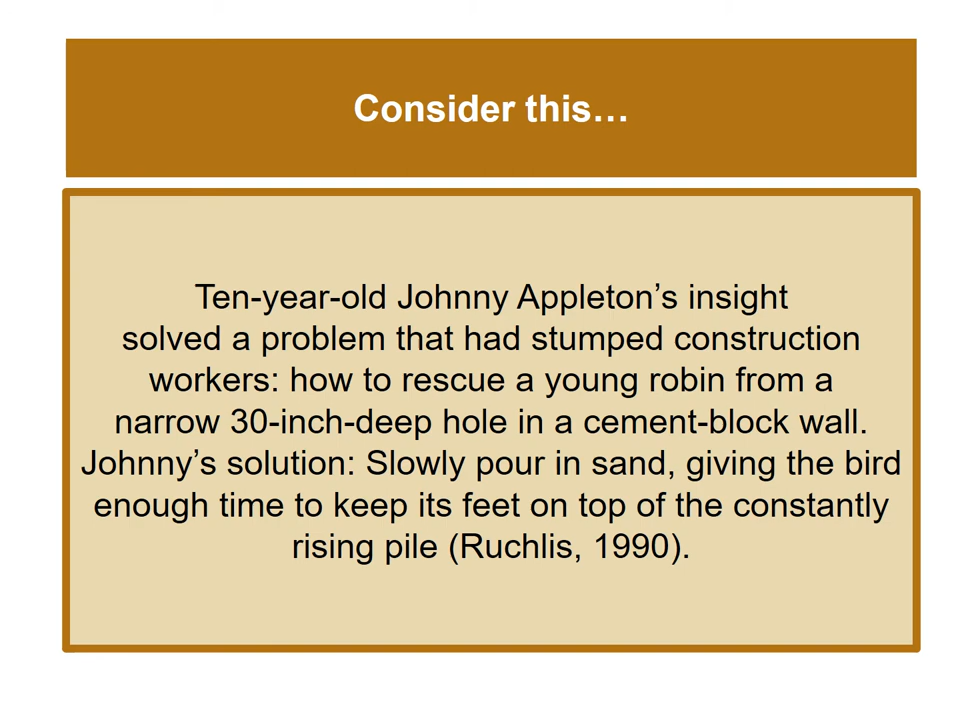 Consider this…
Ten-year-old Johnny Appleton’s insight
solved a problem that had stumped construction
workers: how to rescue a young robin from a
narrow 30-inch-deep hole in a cement-block wall.
Johnny’s solution: Slowly pour in sand, giving the bird
enough time to keep its feet on top of the constantly
rising pile (Ruchlis, 1990).